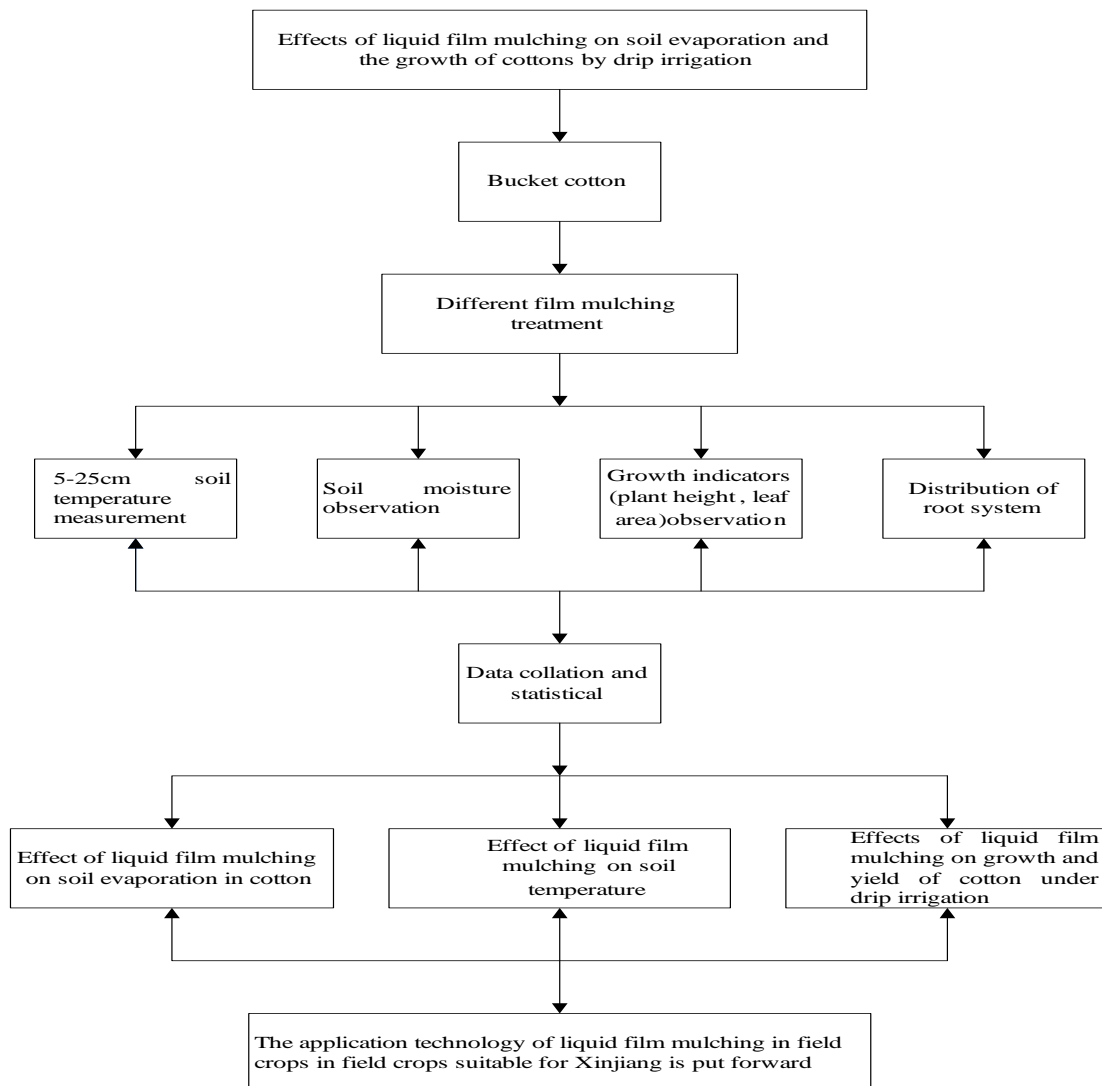 Effects of liquid film mulching on soil evaporation and
the growth of cottons by drip irrigation
Bucket cotton
Different film mulching
treatment
5-25cm soil
temperature
measurement
Soil moisture
observation
Growth indicators
(plant height , leaf
area)observation
Distribution of
root system
Data collation and
statistical
Effect of liquid film mulching
on soil evaporation in cotton
Effect of liquid film
mulching on soil
temperature
Effects of liquid film
mulching on growth and
yield of cotton under
drip irrigation
The application technology of liquid film mulching in field
crops in field crops suitable for Xinjiang is put forward